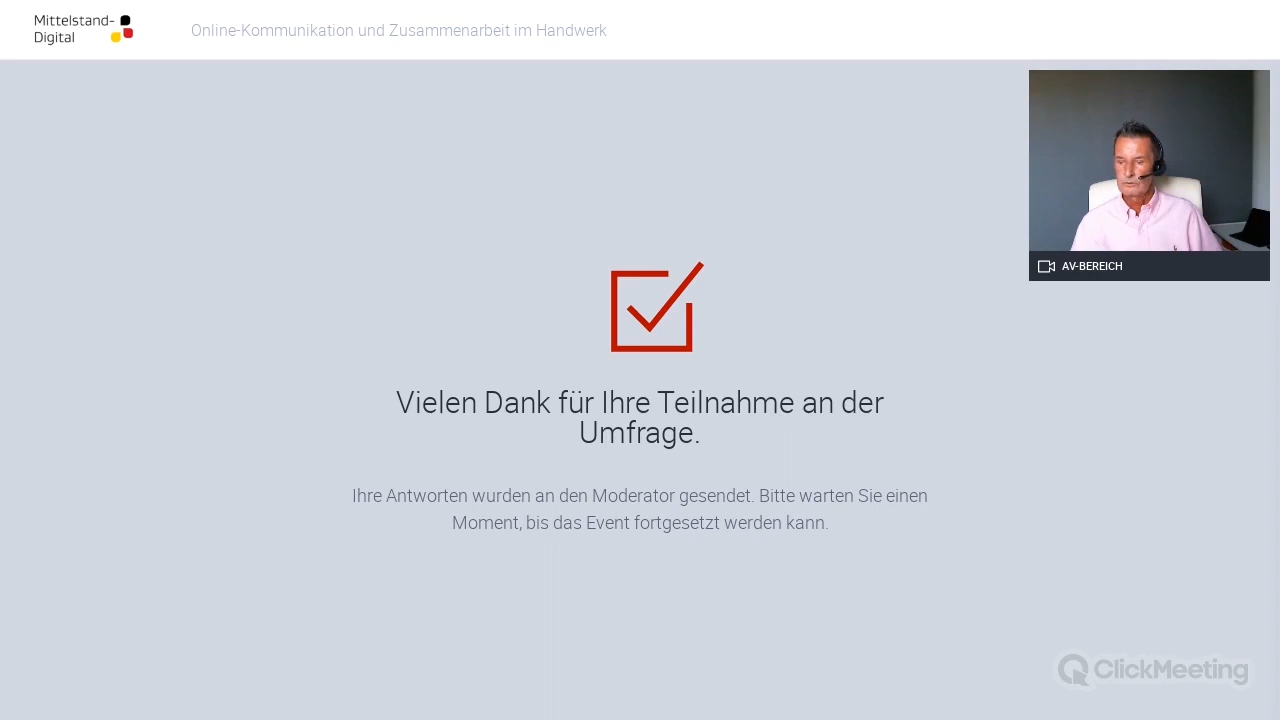 Mittelstand-
Digital
Online-Kommunikation und Zusammenarbeit im Handwerk
AV-BEREICH
Vielen Dank für Ihre Teilnahme an der
Umfrage.
Ihre Antworten wurden an den Moderator gesendet. Bitte warten Sie einen
Moment, bis das Event fortgesetzt werden kann.
ClickMeeting